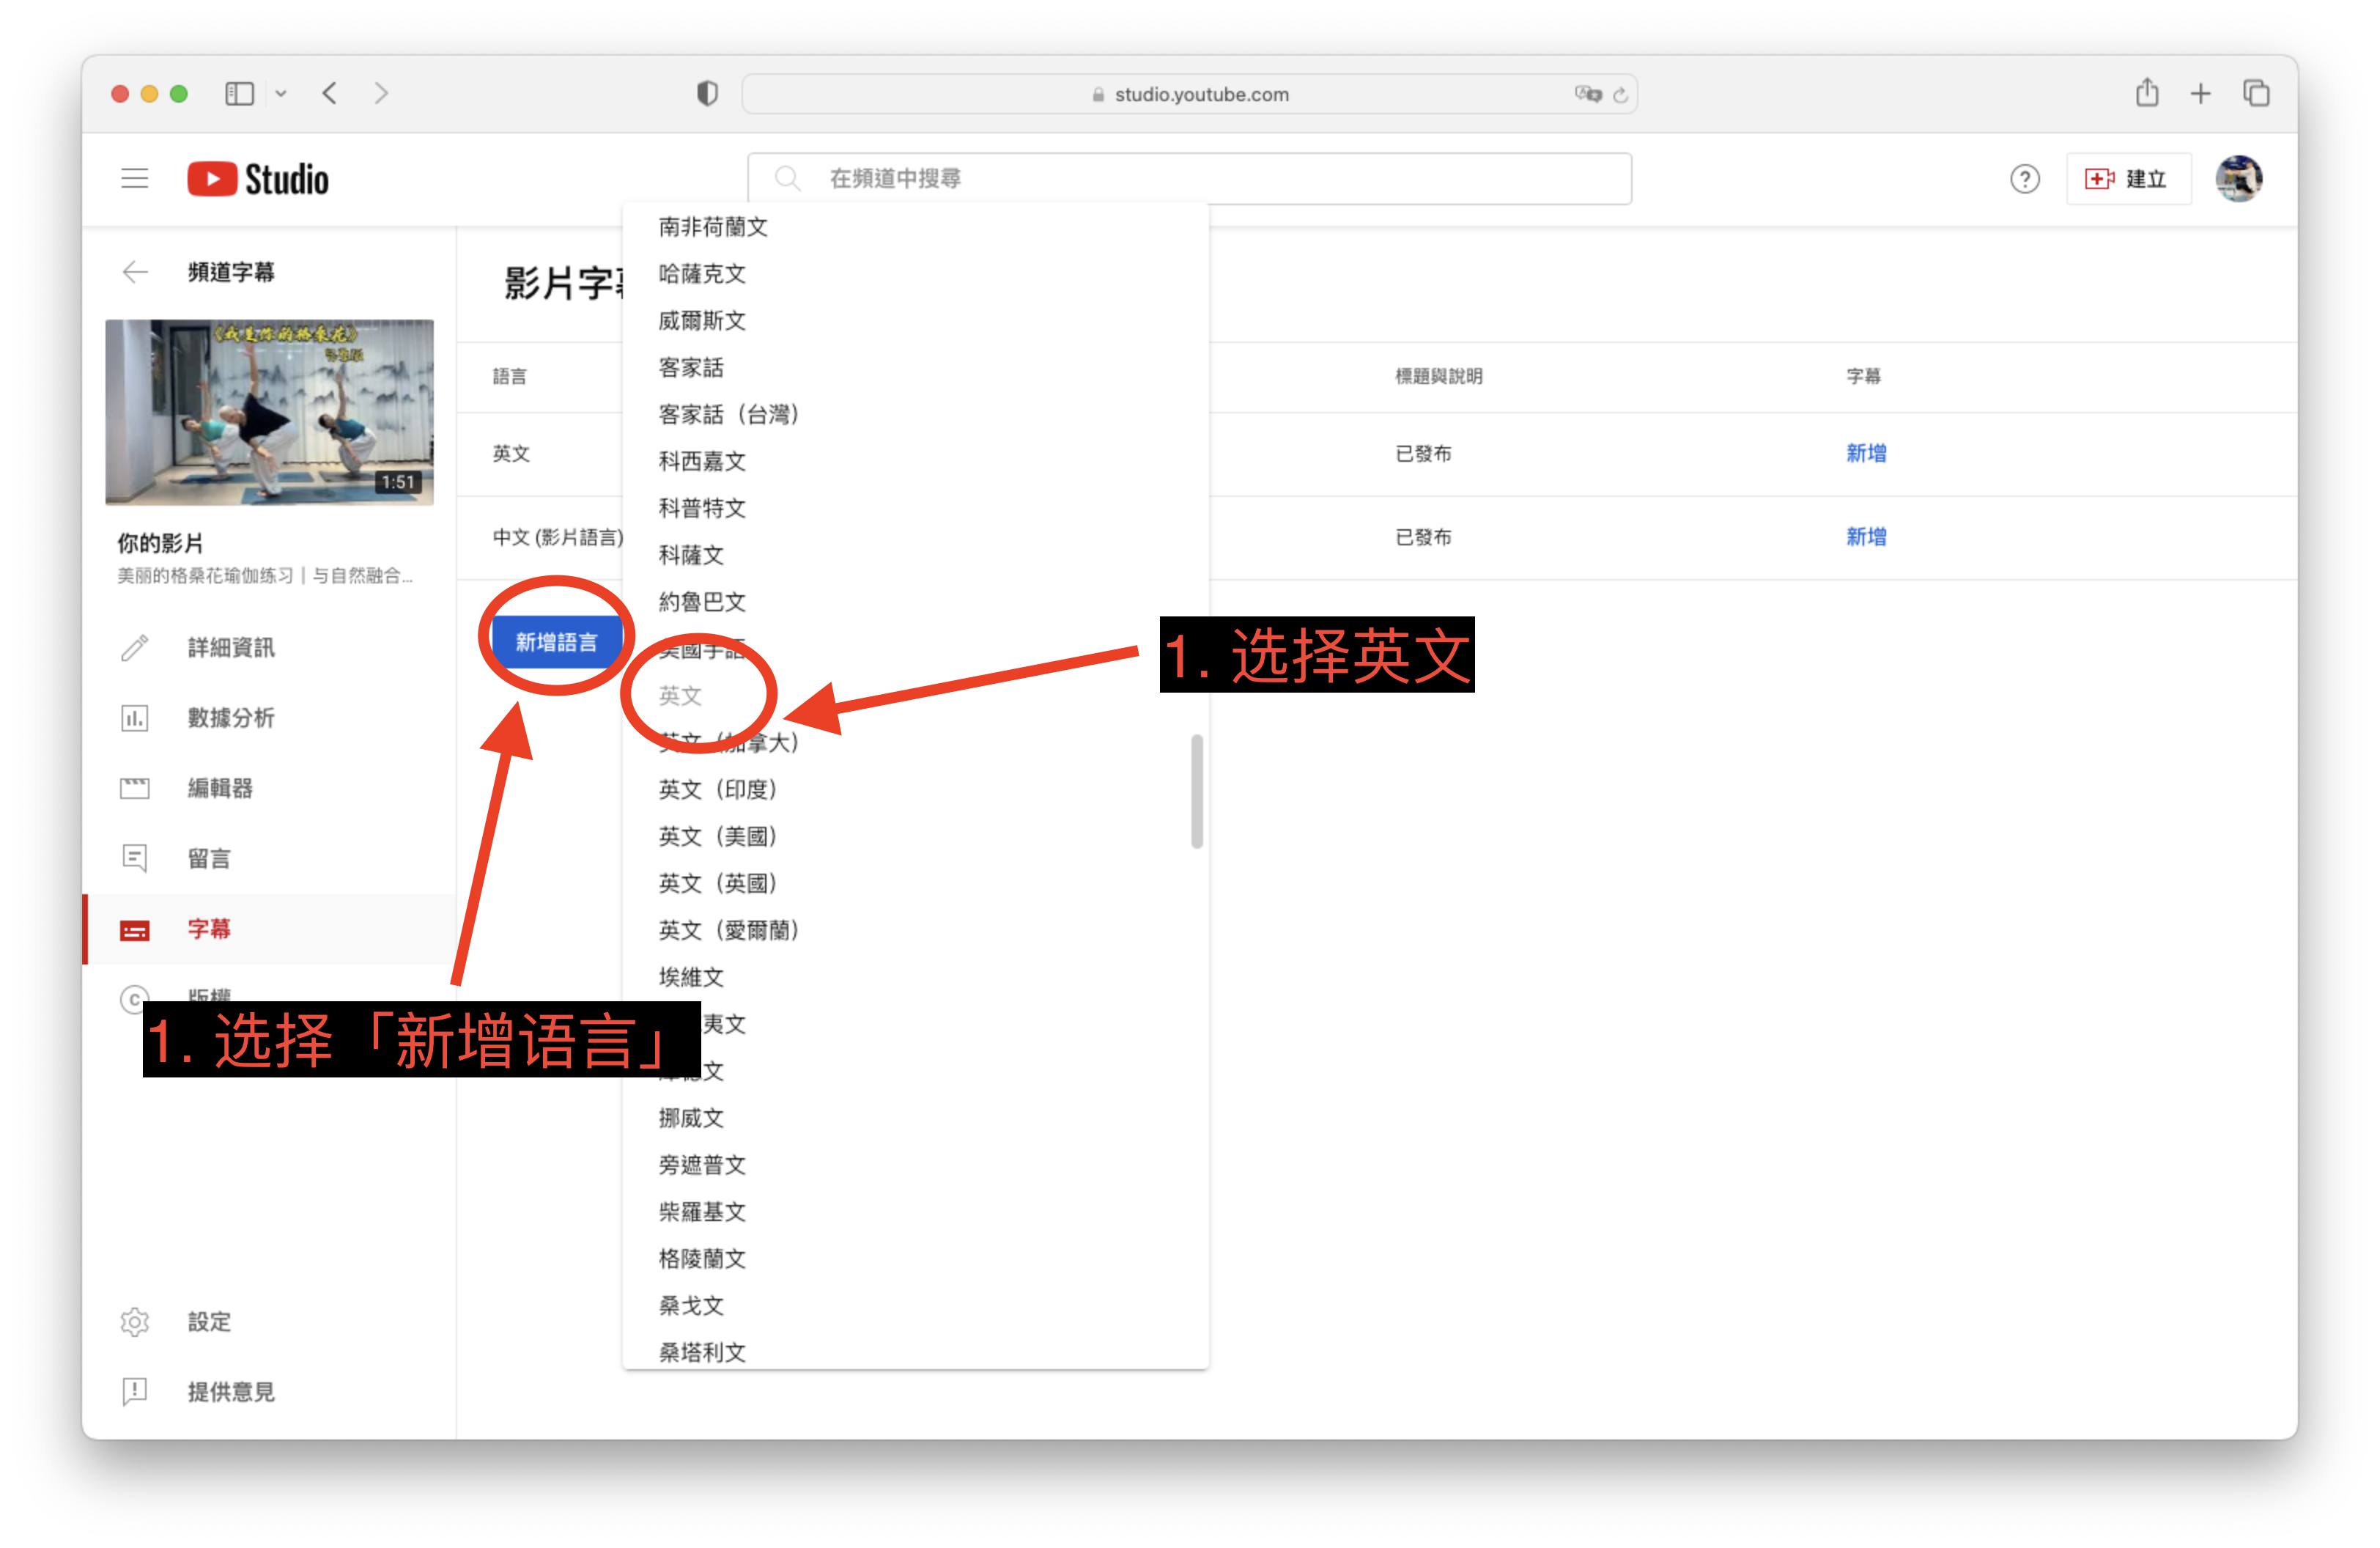 studio.youtube.com
Studio
在頻道中搜尋
建立
頻道字幕
《我是你的格桑花》
1:51
你的影片
美丽的格桑花瑜伽练习｜与自然融合...
詳細資訊
數據分析
編輯器
留言
字幕
版權
設定
提供意見
影片字幕
語言
標題與說明
字幕
英文
已發布
新增
中文 (影片語言)
已發布
新增
新增語言
南非荷蘭文
哈薩克文
威爾斯文
客家話
客家話（台灣）
科西嘉文
科普特文
科薩文
約魯巴文
美國手語
英文
英文（加拿大）
英文（印度）
英文（美國）
英文（英國）
英文（愛爾蘭）
埃維文
夷文
文
挪威文
旁遮普文
柴羅基文
格陵蘭文
桑戈文
桑塔利文
1. 选择英文
1. 选择「新增语言」